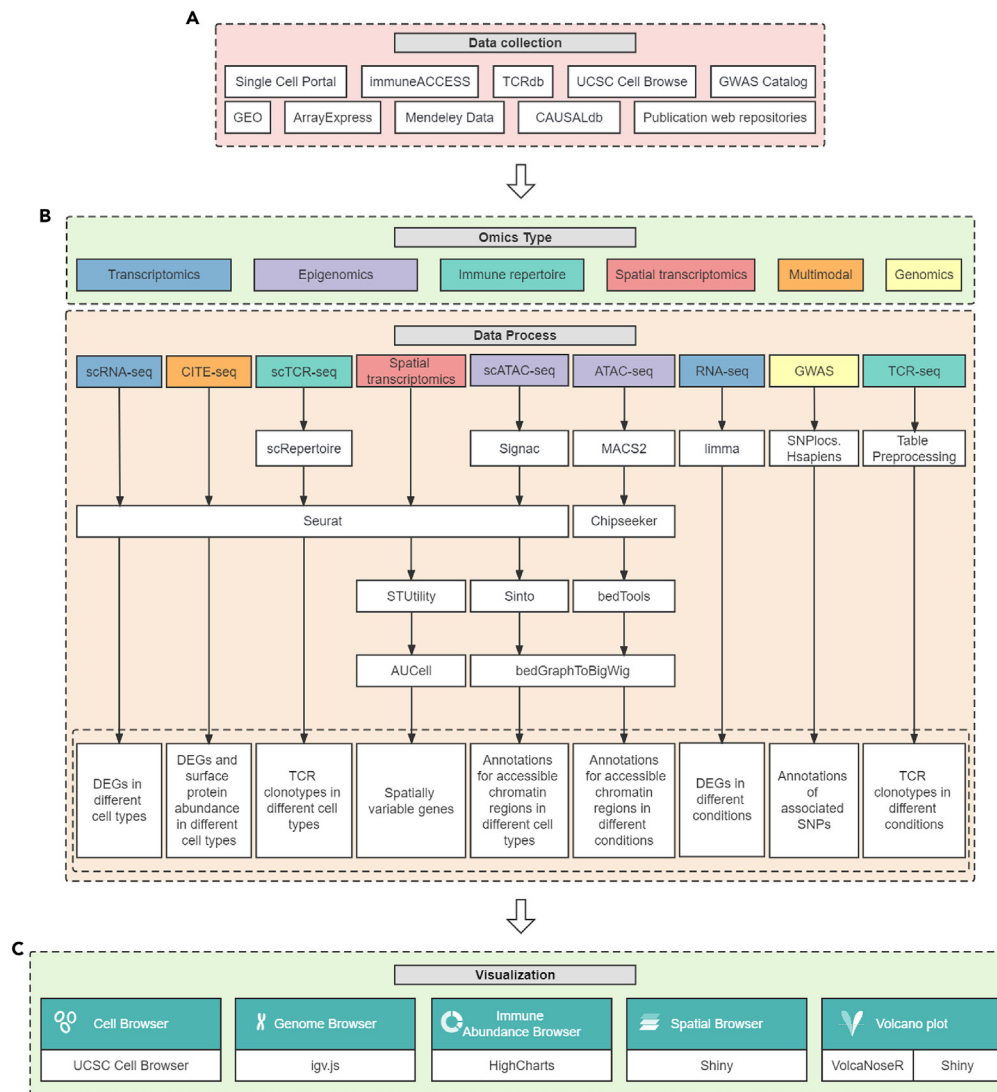 A
Data collection
Single Cell Portal
immuneACCESS
TCRdb
UCSC Cell Browse
GWAS Catalog
GEO
ArrayExpress
Mendeley Data
CAUSALdb
Publication web repositories
B
Omics Type
Transcriptomics
Epigenomics
Immune repertoire
Spatial transcriptomics
Multimodal
Genomics
Data Process
scRNA-seq
CITE-seq
scTCR-seq
Spatial
transcriptomics
scATAC-seq
ATAC-seq
RNA-seq
GWAS
TCR-seq
scRepertoire
Signac
MACS2
limma
SNPlocs.
Hsapiens
Table
Preprocessing
Seurat
Chipseeker
STUtility
Sinto
bedTools
AUCell
bedGraphToBigWig
DEGs in
different
cell types
DEGs and
surface
protein
abundance
in different
cell types
TCR
clonotypes in
different cell
types
Spatially
variable genes
Annotations
for accessible
chromatin
regions in
different cell
types
Annotations
for accessible
chromatin
regions in
different
conditions
DEGs in
different
conditions
Annotations
of
associated
SNPs
TCR
clonotypes in
different
conditions
C
Visualization
Cell Browser
UCSC Cell Browser
Genome Browser
igv.js
Immune
Abundance Browser
HighCharts
Spatial Browser
Shiny
Volcano plot
VolcaNoseR
Shiny